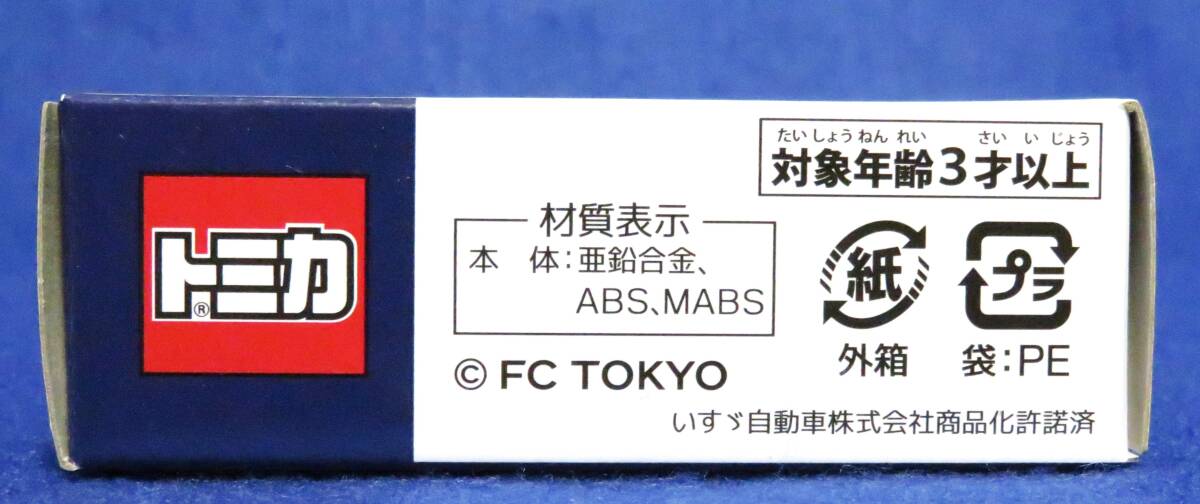 トミカ®
たいしょうねんれい さいいじょう
対象年齢3才以上
材質表示
本 体:亜鉛合金、
ABS、MABS
紙
外箱
プラ
袋:PE
© FC TOKYO
いすゞ自動車株式会社商品化許諾済